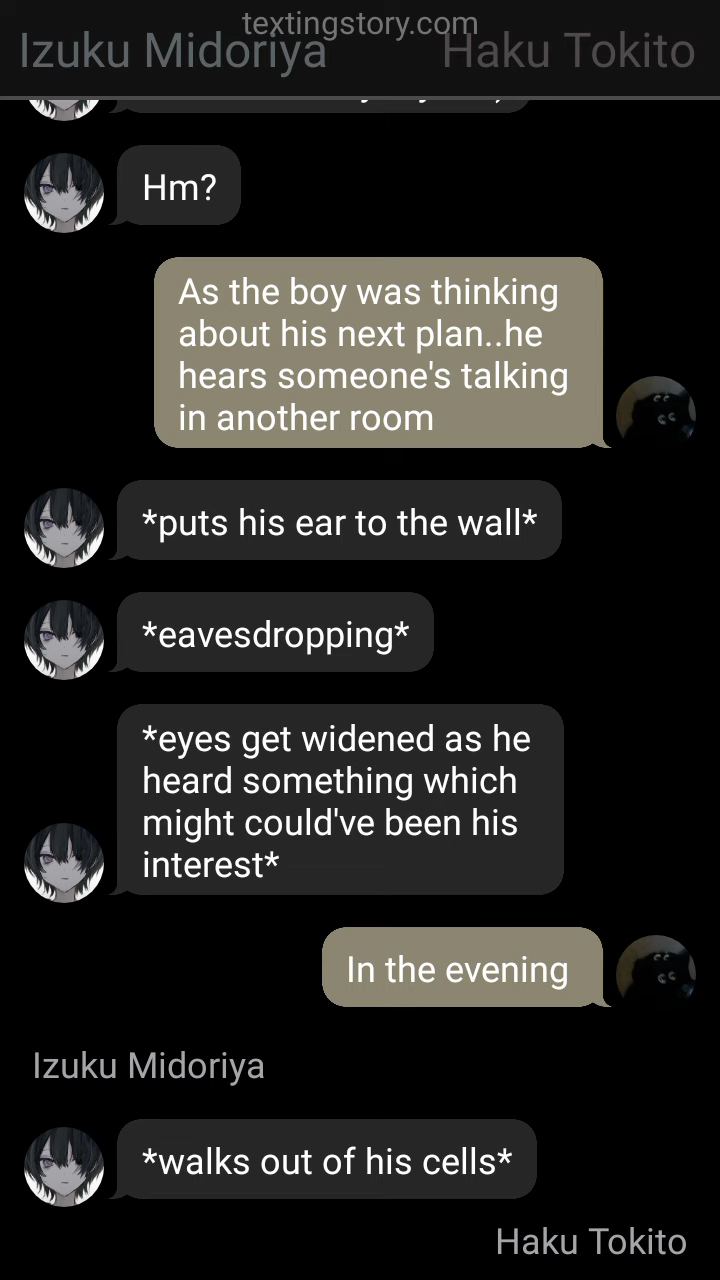 textingstory.com
Izuku Midoriya Haku Tokito
Hm?
As the boy was thinking
about his next plan..he
hears someone's talking
in another room
*puts his ear to the wall*
*eavesdropping*
*eyes get widened as he
heard something which
might could've been his
interest*
In the evening
Izuku Midoriya
*walks out of his cells*
Haku Tokito